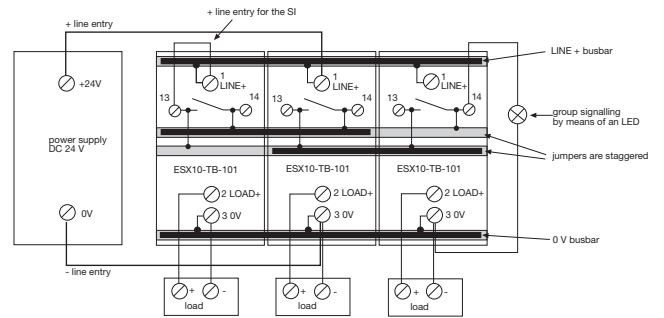 + line entry for the SI
+ line entry
LINE + busbar
+24V
1
LINE+
1
LINE+
1
LINE+
13
14
13
14
13
14
group signalling
by means of an LED
power supply
DC 24 V
jumpers are staggered
ESX10-TB-101
ESX10-TB-101
ESX10-TB-101
2 LOAD+
2 LOAD+
2 LOAD+
0V
3 0V
3 0V
3 0V
0 V busbar
- line entry
+ -
load
+ -
load
+ -
load